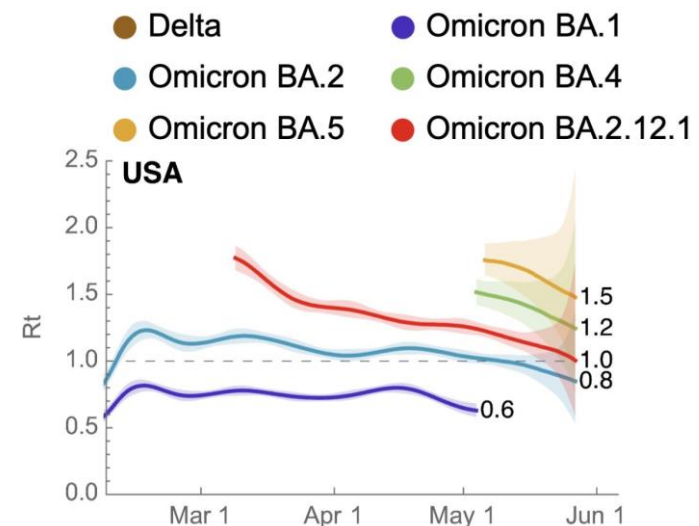 Delta Omicron BA.1
Omicron BA.2 Omicron BA.4
Omicron BA.5 Omicron BA.2.12.1
2.5
USA
2.0
1.5
1.0
0.5
0.0
Rt
1.5
1.2
1.0
0.8
0.6
Mar 1 Apr 1 May 1 Jun 1